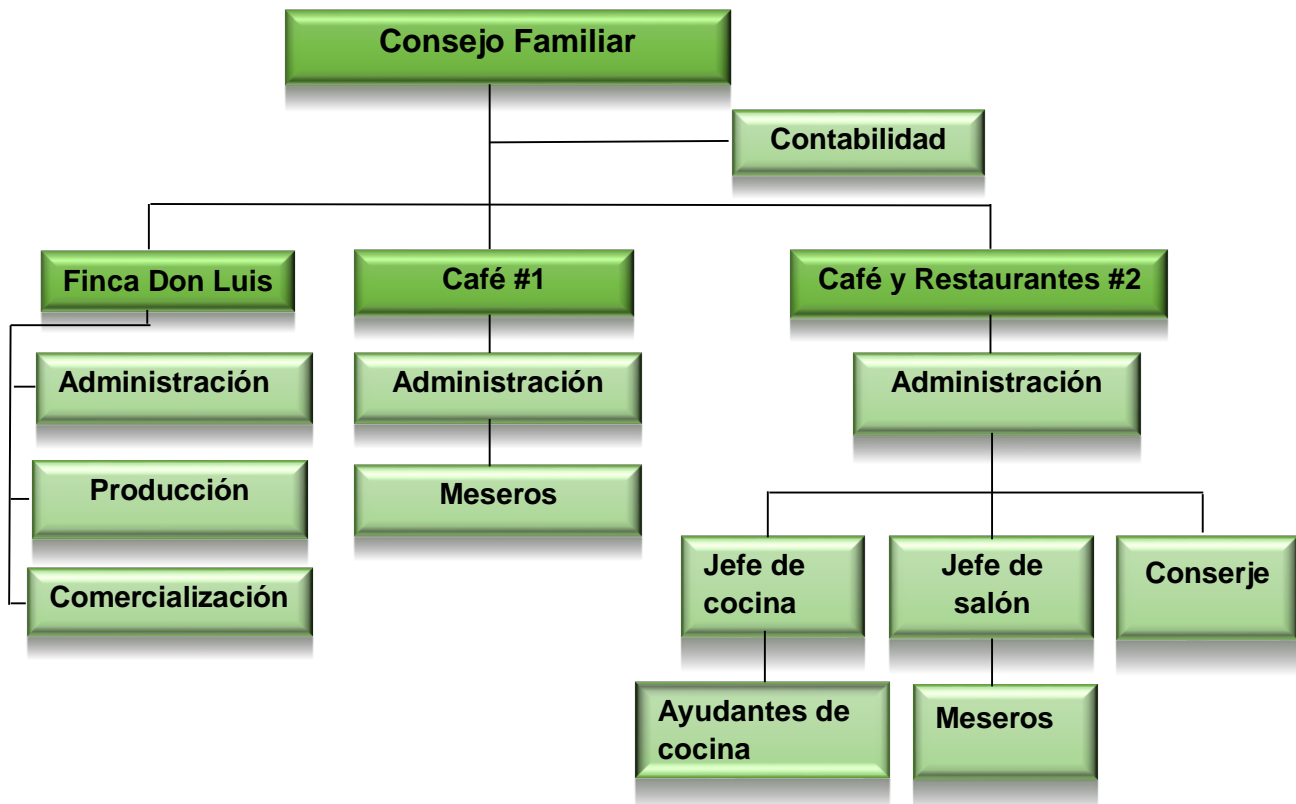 Consejo Familiar
Contabilidad
Finca Don Luis
Café #1
Café y Restaurantes #2
Administración
Administración
Administración
Producción
Meseros
Comercialización
Jefe de
cocina
Jefe de
salón
Conserje
Ayudantes de
cocina
Meseros